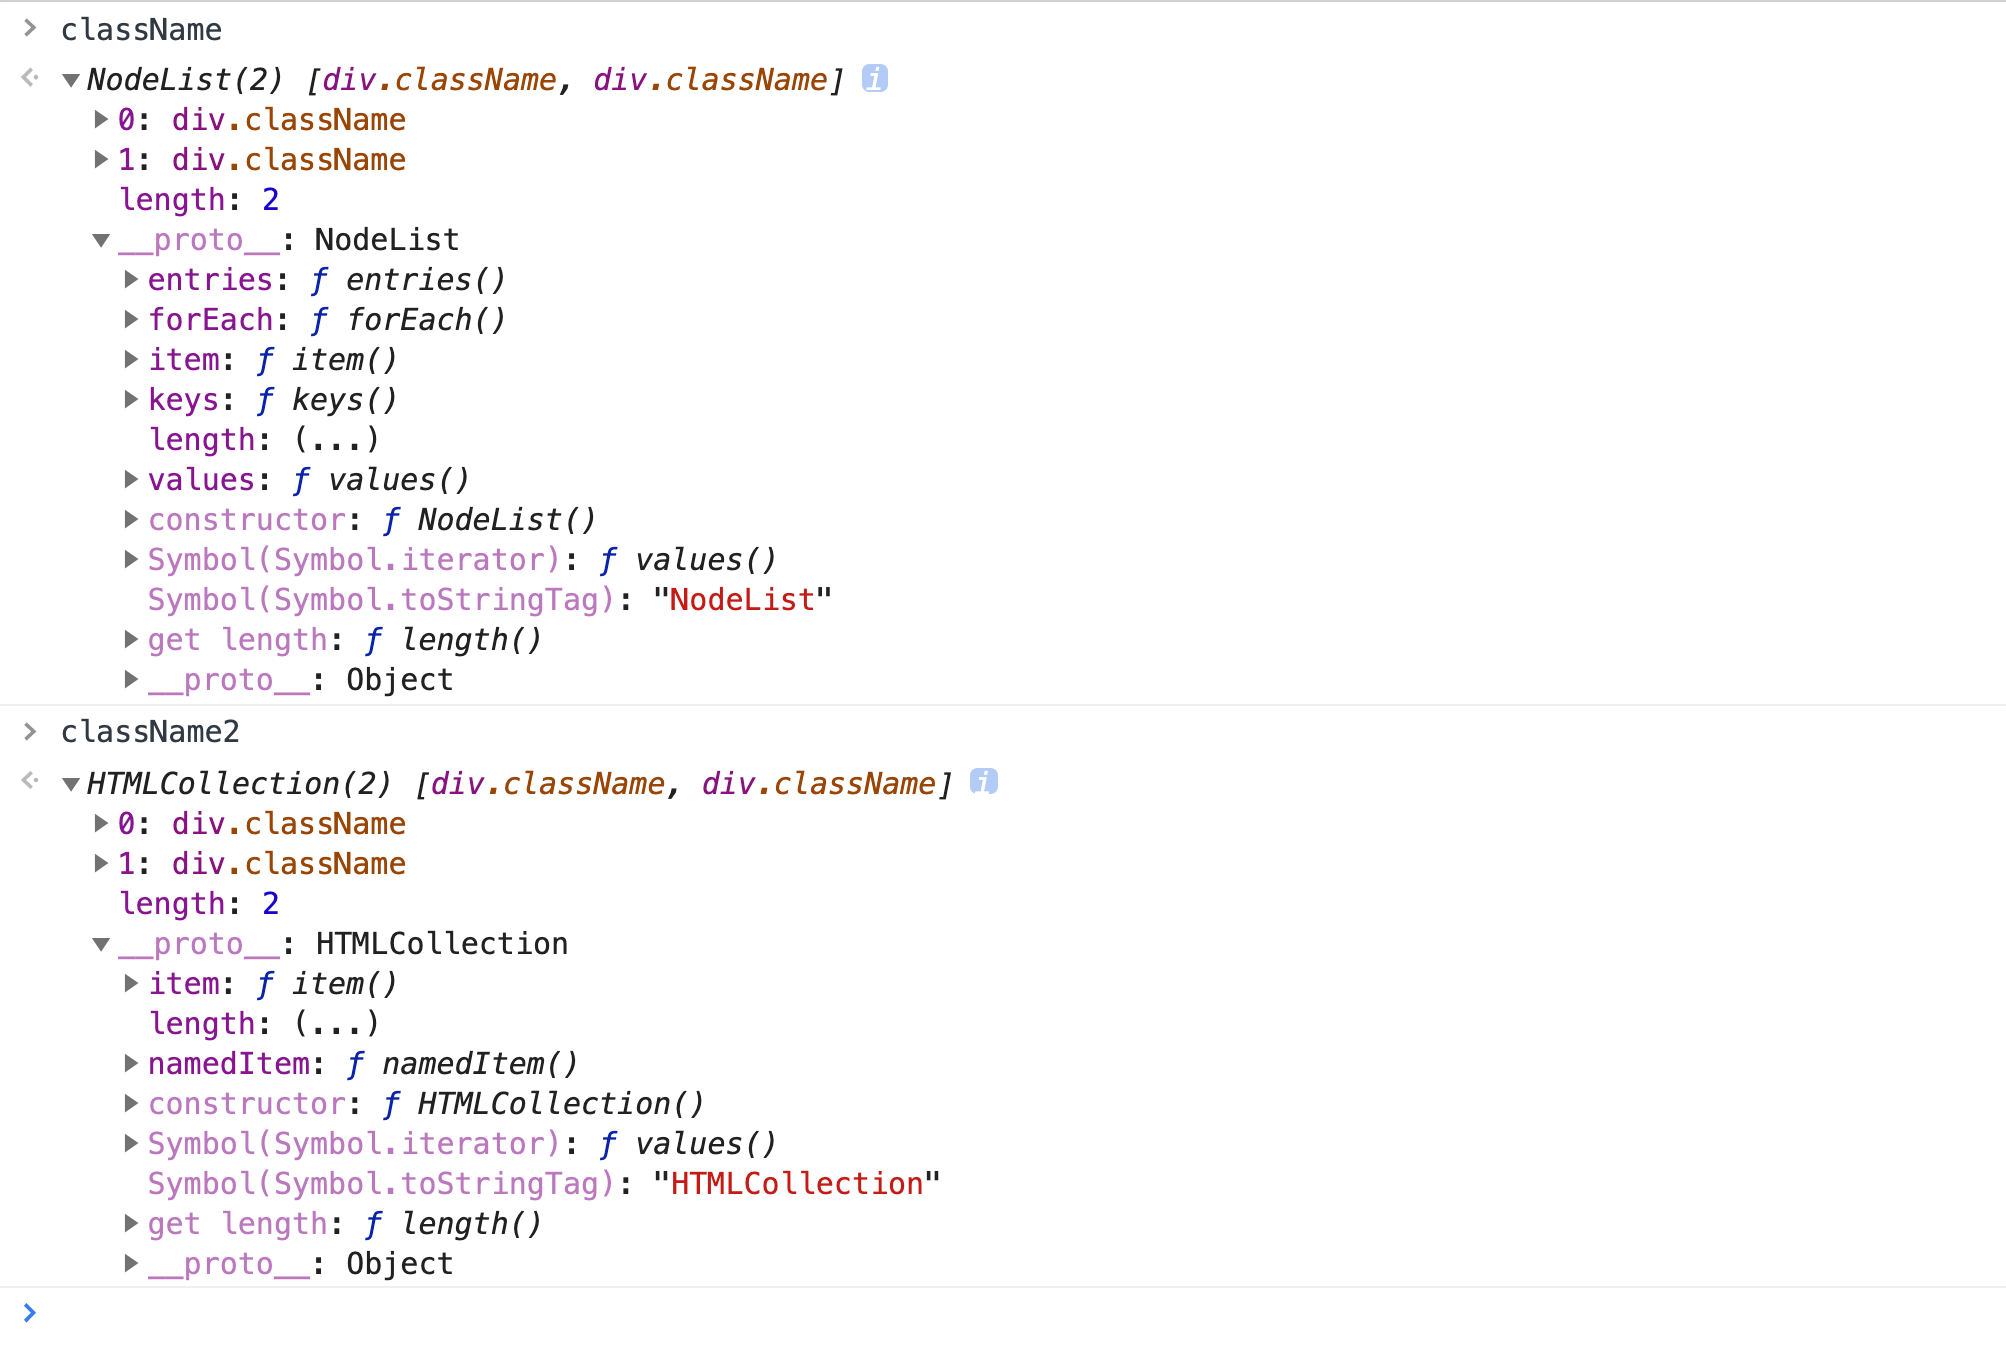 > className
<· ▼NodeList(2) [div.className, div.className] i
▶0: div.className
▶1: div.className
length: 2
▼__proto__: NodeList
▶entries: ƒ entries()
▶forEach: ƒ forEach()
▶item: ƒ item()
▶keys: ƒ keys()
length: (...)
▶values: ƒ values()
▶constructor: ƒ NodeList()
▶Symbol(Symbol.iterator): ƒ values()
Symbol(Symbol.toStringTag): "NodeList"
▶get length: ƒ length()
▶__proto__: Object
> className2
<· ▼HTMLCollection(2) [div.className, div.className] i
▶0: div.className
▶1: div.className
length: 2
▼__proto__: HTMLCollection
▶item: ƒ item()
length: (...)
▶namedItem: ƒ namedItem()
▶constructor: ƒ HTMLCollection()
▶Symbol(Symbol.iterator): ƒ values()
Symbol(Symbol.toStringTag): "HTMLCollection"
▶get length: ƒ length()
▶__proto__: Object
>